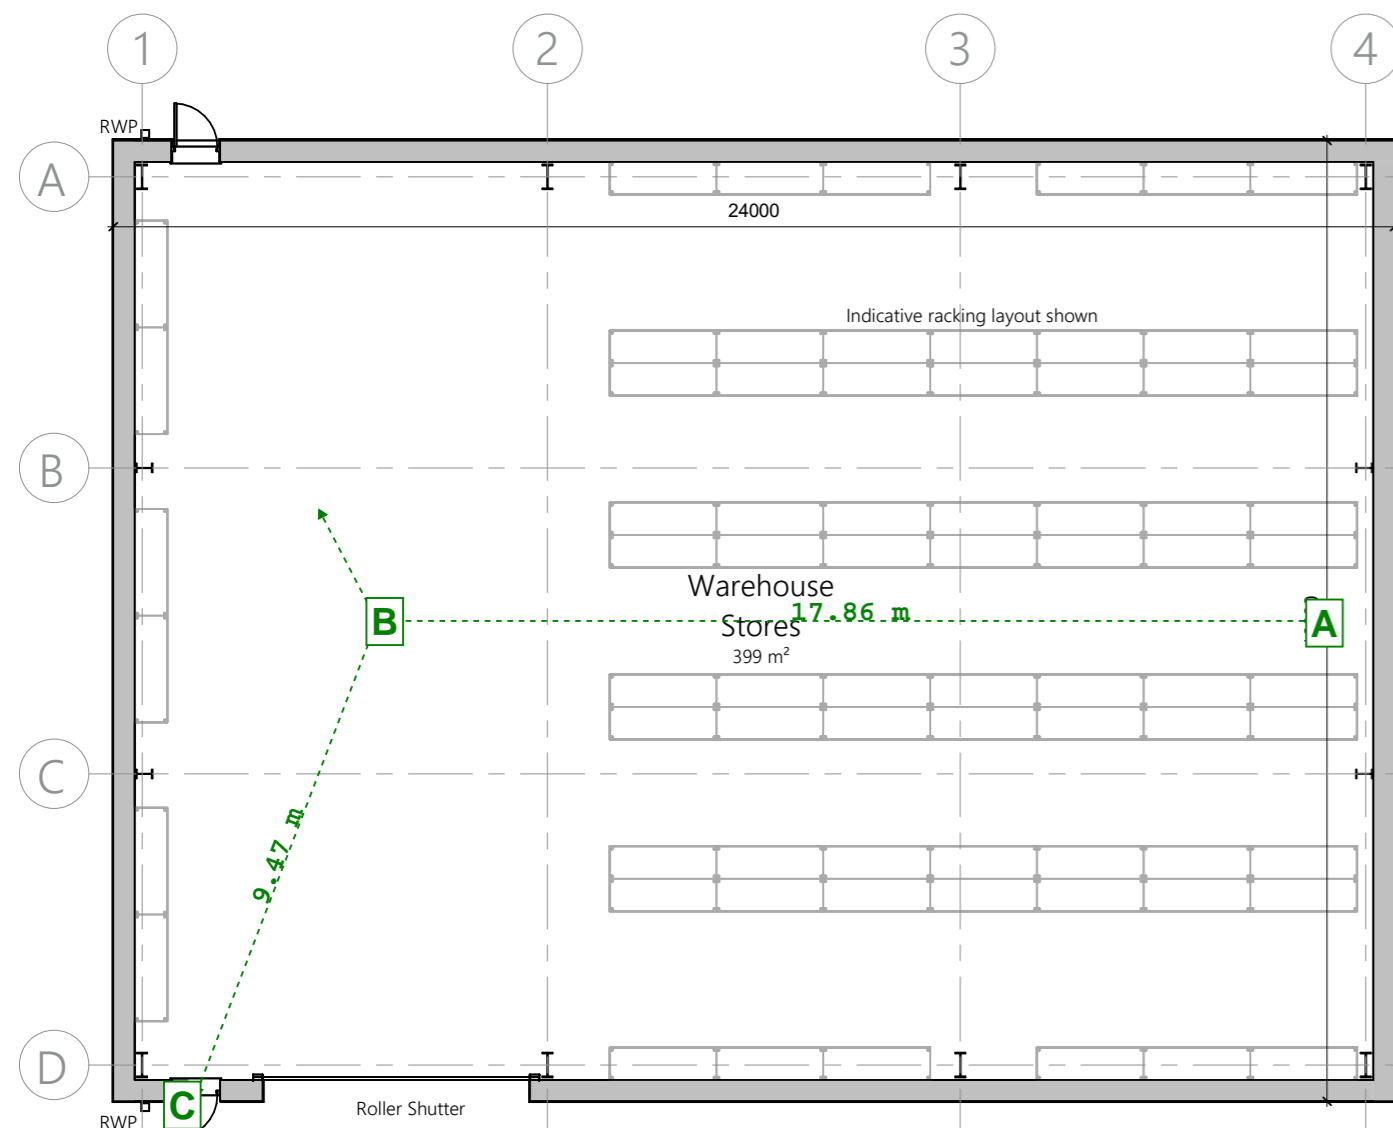 1
2
3
4
RWP
A
24000
Indicative racking layout shown
B
Warehouse
B
17.86 m
A
Stores
399 m²
C
9.47 m
D
C
Roller Shutter
RWP